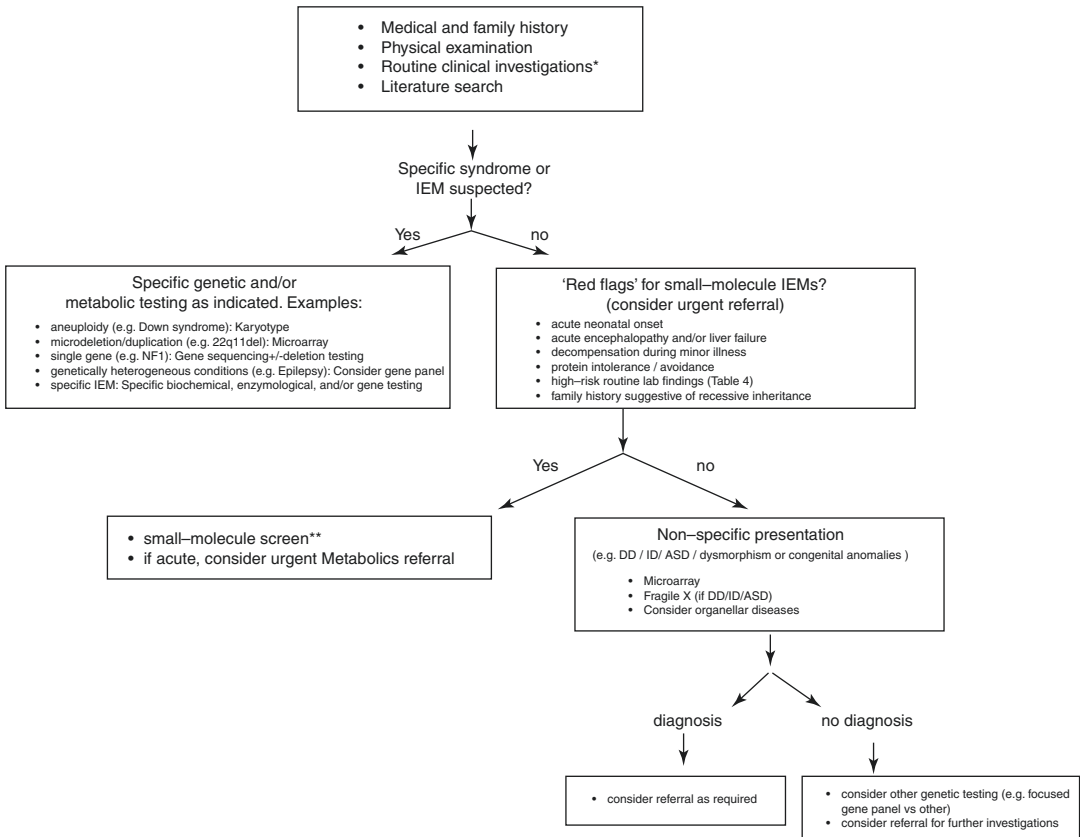 • Medical and family history
• Physical examination
• Routine clinical investigations*
• Literature search
Specific syndrome or
IEM suspected?
Yes
no
Specific genetic and/or
metabolic testing as indicated. Examples:
• aneuploidy (e.g. Down syndrome): Karyotype
• microdeletion/duplication (e.g. 22q11del): Microarray
• single gene (e.g. NF1): Gene sequencing+/-deletion testing
• genetically heterogeneous conditions (e.g. Epilepsy): Consider gene panel
• specific IEM: Specific biochemical, enzymological, and/or gene testing
‘Red flags’ for small–molecule IEMs?
(consider urgent referral)
• acute neonatal onset
• acute encephalopathy and/or liver failure
• decompensation during minor illness
• protein intolerance / avoidance
• high–risk routine lab findings (Table 4)
• family history suggestive of recessive inheritance
Yes
no
• small–molecule screen**
• if acute, consider urgent Metabolics referral
Non–specific presentation
(e.g. DD / ID/ ASD / dysmorphism or congenital anomalies )
• Microarray
• Fragile X (if DD/ID/ASD)
• Consider organellar diseases
diagnosis
no diagnosis
• consider referral as required
• consider other genetic testing (e.g. focused
gene panel vs other)
• consider referral for further investigations